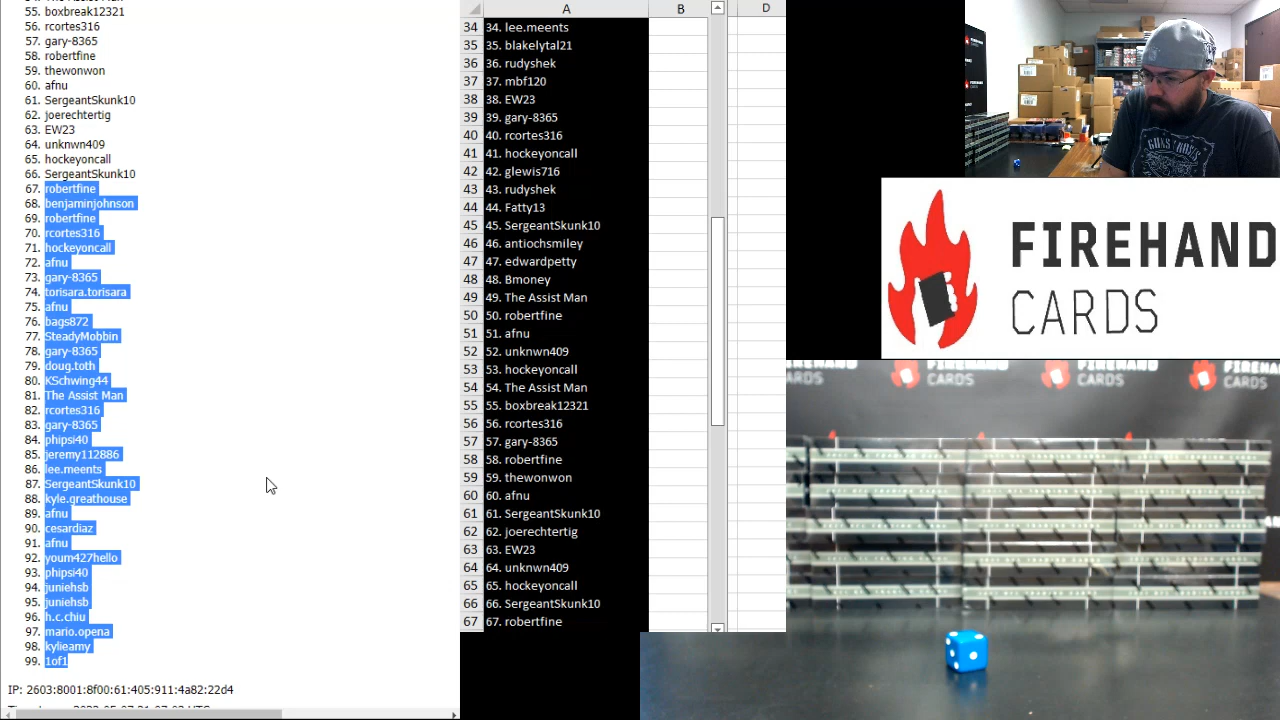 55. boxbreak12321
56. rcortes316
57. gary-8365
58. robertfine
59. thewonwon
60. afnu
61. SergeantSkunk10
62. joerechtertig
63. EW23
64. unknwn409
65. hockeyoncall
66. SergeantSkunk10
67. robertfine
68. benjaminjohnson
69. robertfine
70. rcortes316
71. hockeyoncall
72. afnu
73. gary-8365
74. torisara.torisara
75. afnu
76. bags872
77. SteadyMobbin
78. gary-8365
79. doug.toth
80. KSchwing44
81. The Assist Man
82. rcortes316
83. gary-8365
84. phipsi40
85. jeremy112886
86. lee.meents
87. SergeantSkunk10
88. kyle.greathouse
89. afnu
90. cesardiaz
91. afnu
92. youm427hello
93. phipsi40
94. juniehsb
95. juniehsb
96. h.c.chiu
97. mario.opena
98. kylieamy
99. 1of1
IP: 2603:8001:8f00:61:405:911:4a82:22d4
A B D
34 34. lee.meents
35 35. blakelytal21
36 36. rudyshek
37 37. mbf120
38 38. EW23
39 39. gary-8365
40 40. rcortes316
41 41. hockeyoncall
42 42. glewis716
43 43. rudyshek
44 44. Fatty13
45 45. SergeantSkunk10
46 46. antiochsmiley
47 47. edwardpetty
48 48. Bmoney
49 49. The Assist Man
50 50. robertfine
51 51. afnu
52 52. unknwn409
53 53. hockeyoncall
54 54. The Assist Man
55 55. boxbreak12321
56 56. rcortes316
57 57. gary-8365
58 58. robertfine
59 59. thewonwon
60 60. afnu
61 61. SergeantSkunk10
62 62. joerechtertig
63 63. EW23
64 64. unknwn409
65 65. hockeyoncall
66 66. SergeantSkunk10
67 67. robertfine
FIREHAND
CARDS
FIREHAND
CARDS
FIREHAND
CARDS
FIREHAND
CARDS